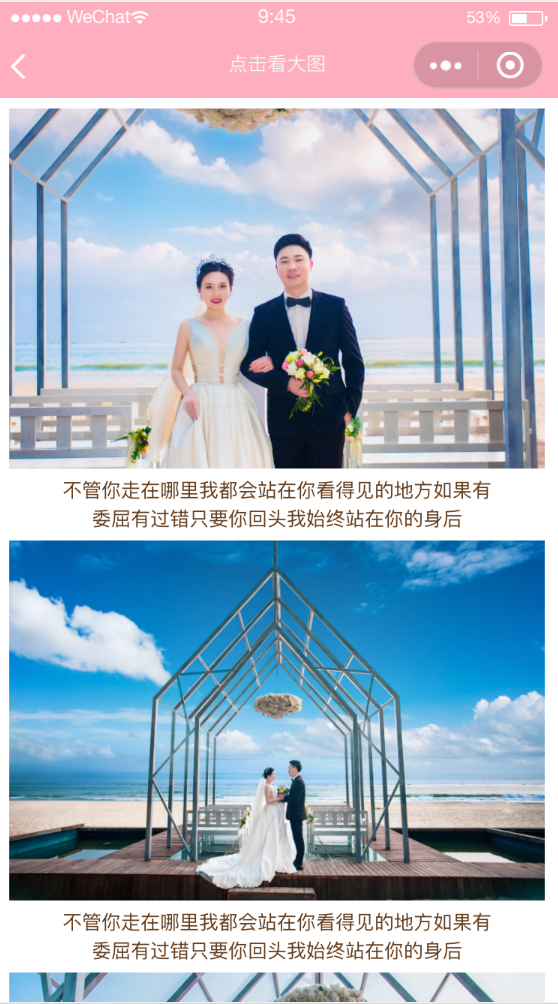 WeChat
9:45
53%
点击看大图
不管你走在哪里我都会站在你看得见的地方如果有
委屈有过错只要你回头我始终站在你的身后
不管你走在哪里我都会站在你看得见的地方如果有
委屈有过错只要你回头我始终站在你的身后